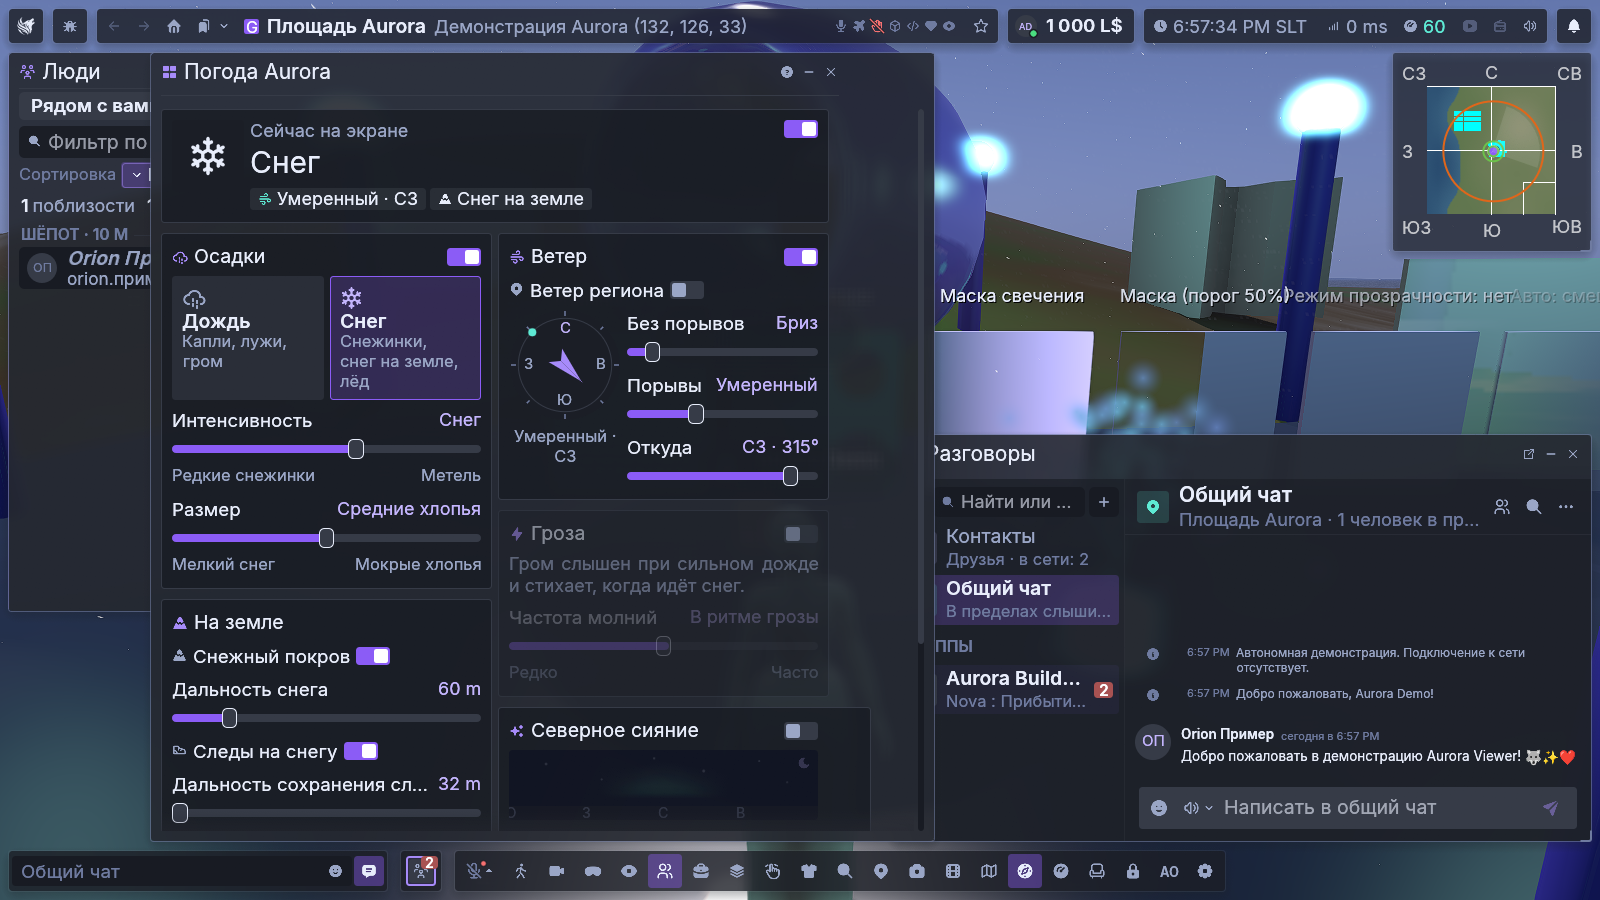 Площадь Aurora
Демонстрация Aurora (132, 126, 33)
AD
1 000 L$
6:57:34 PM SLT
0 ms
60
Люди
Рядом с вам
Фильтр по
Сортировка
1 поблизости
ШЁПОТ · 10 М
ОП
Orion Пр
orion.прим
Погода Aurora
Сейчас на экране
Снег
Умеренный · СЗ
Снег на земле
Осадки
Дождь
Капли, лужи,
гром
Снег
Снежинки,
снег на земле,
лёд
Интенсивность
Снег
Редкие снежинки
Метель
Размер
Средние хлопья
Мелкий снег
Мокрые хлопья
На земле
Снежный покров
Дальность снега
60 m
Следы на снегу
Дальность сохранения сл...
32 m
Ветер
Ветер региона
С
З
В
Ю
Умеренный ·
СЗ
Без порывов
Бриз
Порывы
Умеренный
Откуда
СЗ · 315°
Гроза
Гром слышен при сильном дожде
и стихает, когда идёт снег.
Частота молний
В ритме грозы
Редко
Часто
Северное сияние
З
С
В
Маска свечения
Маска (порог 50%)
Режим прозрачности: нет
СЗ
С
СВ
З
В
ЮЗ
Ю
ЮВ
Разговоры
Найти или ...
Контакты
Друзья · в сети: 2
Общий чат
В пределах слыши...
ППЫ
Aurora Build...
Nova : Прибыти...
2
Общий чат
Площадь Aurora · 1 человек в пр...
6:57 PM Автономная демонстрация. Подключение к сети
отсутствует.
6:57 PM Добро пожаловать, Aurora Demo!
ОП
Orion Пример сегодня в 6:57 PM
Добро пожаловать в демонстрацию Aurora Viewer! 🐺✨❤️
Написать в общий чат
Общий чат
2
AO